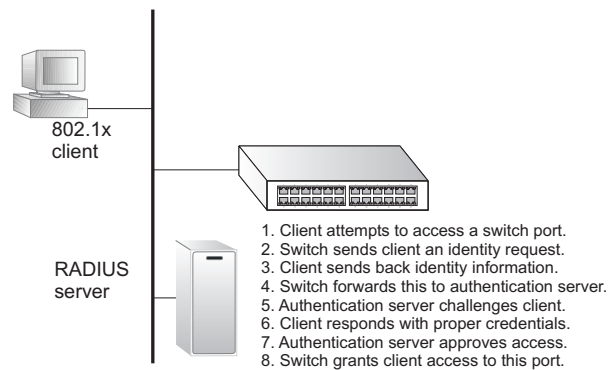 802.1x
client
RADIUS
server
1. Client attempts to access a switch port.
2. Switch sends client an identity request.
3. Client sends back identity information.
4. Switch forwards this to authentication server.
5. Authentication server challenges client.
6. Client responds with proper credentials.
7. Authentication server approves access.
8. Switch grants client access to this port.